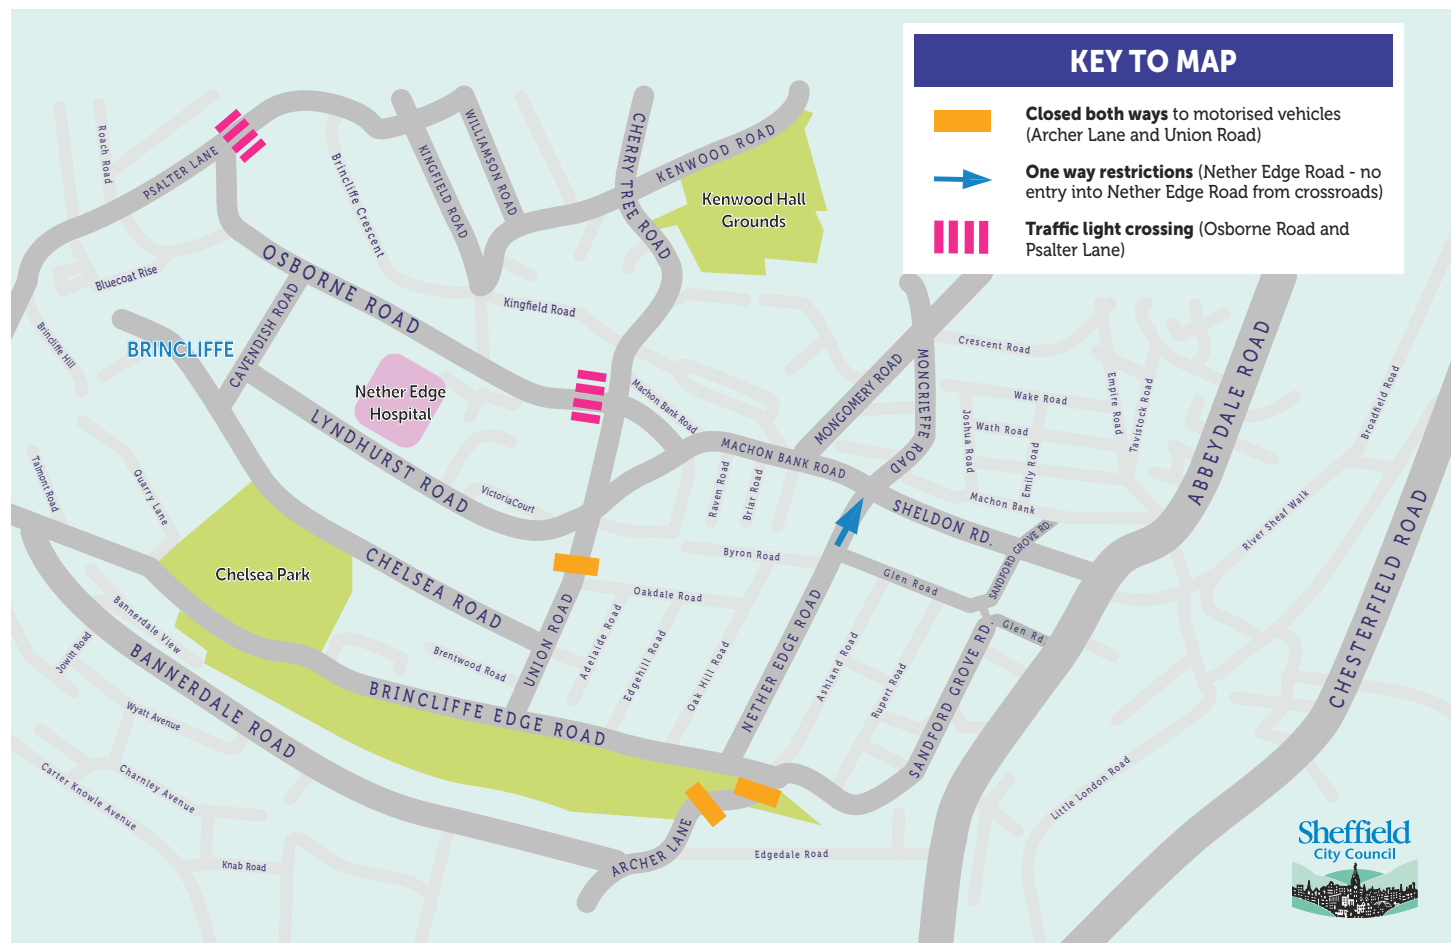 KEY TO MAP
Closed both ways to motorised vehicles
(Archer Lane and Union Road)
One way restrictions (Nether Edge Road - no
entry into Nether Edge Road from crossroads)
Traffic light crossing (Osborne Road and
Psalter Lane)
Roach Road
PSALTER LANE
Brincliffe Crescent
KINGFIELD ROAD
WILLIAMSON ROAD
CHERRY TREE ROAD
KENWOOD ROAD
Kenwood Hall
Grounds
Bluecoat Rise
OSBORNE ROAD
Kingfield Road
Brincliffe Hill
BRINCLIFFE
CAVENDISH ROAD
Nether Edge
Hospital
LYNDHURST ROAD
Machon Bank Road
MACHON BANK ROAD
MONTGOMERY ROAD
MONCRIEFFE ROAD
Crescent Road
Wake Road
Wath Road
Joshua Road
Emily Road
Empire Road
Tavistock Road
Machon Bank
ABBEYDALE ROAD
Broadfield Road
River Sheaf Walk
CHESTERFIELD ROAD
Talmont Road
Quarry Lane
VictoriaCourt
Raven Road
Briar Road
SHELDON RD.
SANDFORD GROVE RD
Byron Road
Glen Road
Glen Rd.
Chelsea Park
CHELSEA ROAD
UNION ROAD
Oakdale Road
Adelaide Road
Edgehill Road
Oak Hill Road
NETHER EDGE ROAD
Ashland Road
Rupert Road
SANDFORD GROVE RD.
Brentwood Road
Bannerdale View
Jowitt Road
BANNERDALE ROAD
BRINCLIFFE EDGE ROAD
Wyatt Avenue
Charnley Avenue
Carter Knowle Avenue
Knab Road
ARCHER LANE
Edgedale Road
Little London Road
Sheffield
City Council